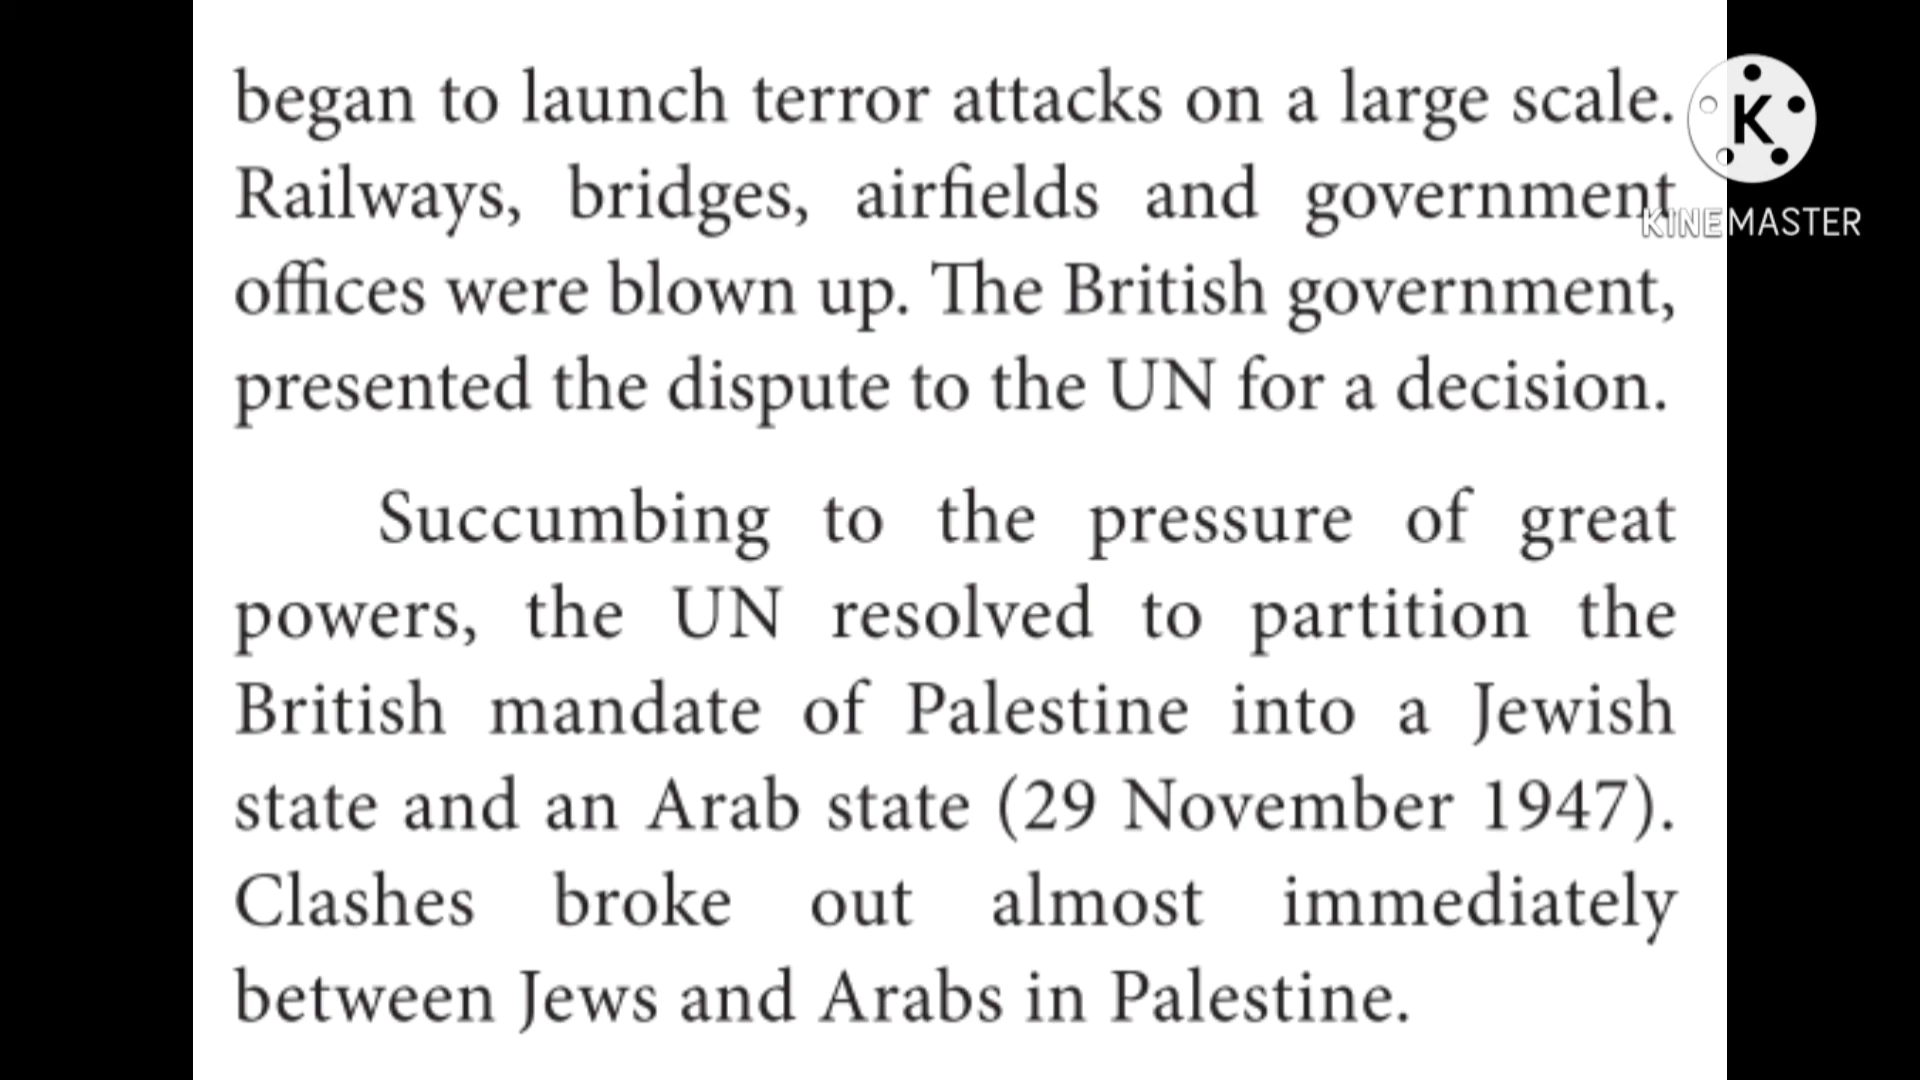 began to launch terror attacks on a large scale.
Railways, bridges, airfields and government
offices were blown up. The British government,
presented the dispute to the UN for a decision.
Succumbing to the pressure of great
powers, the UN resolved to partition the
British mandate of Palestine into a Jewish
state and an Arab state (29 November 1947).
Clashes broke out almost immediately
between Jews and Arabs in Palestine.
K
KINEMASTER